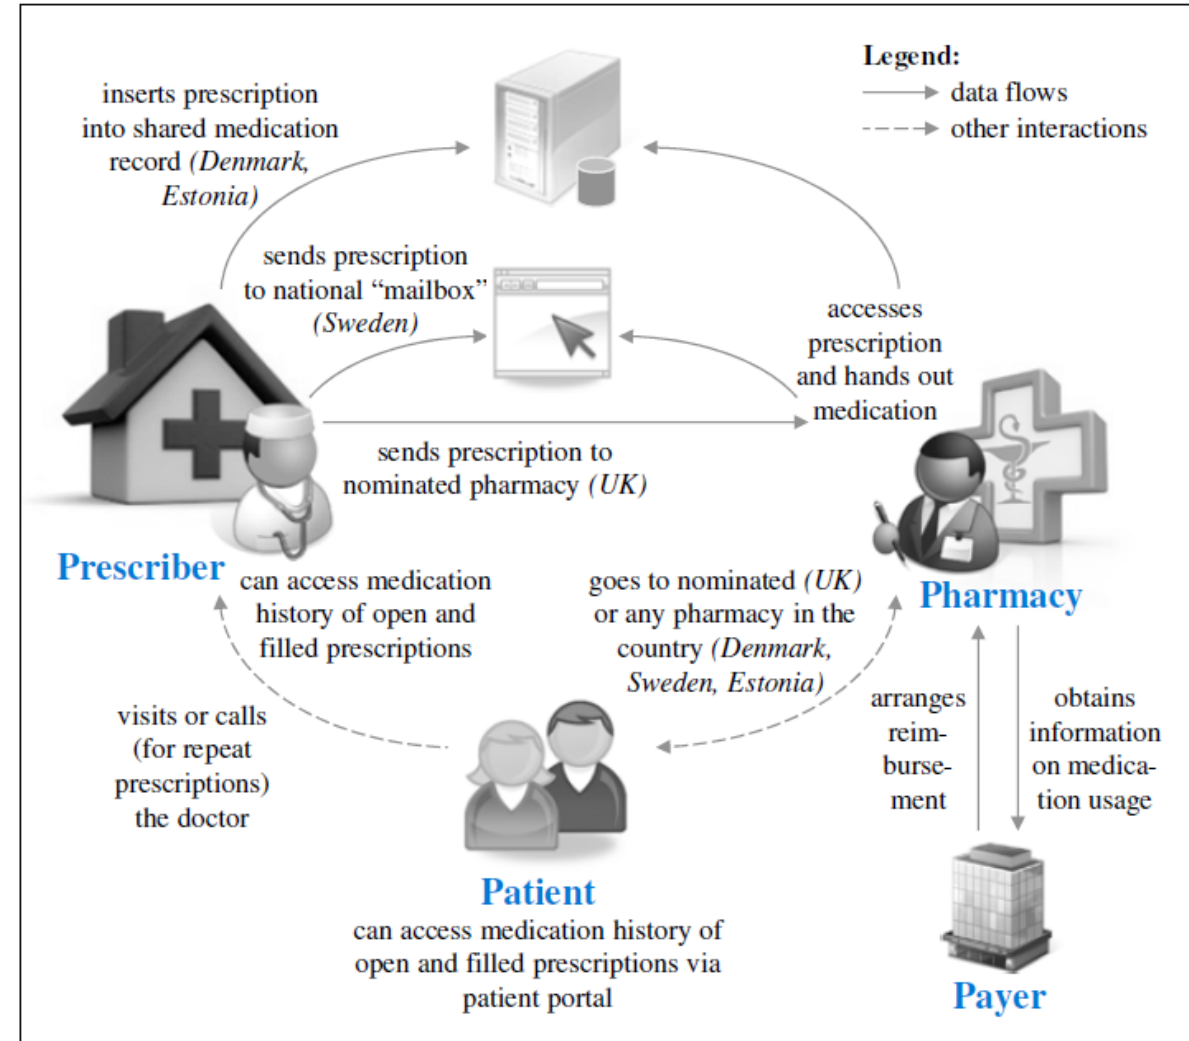 Legend:
data flows
other interactions
inserts prescription
into shared medication
record (Denmark,
Estonia)
sends prescription
to national “mailbox”
(Sweden)
accesses
prescription
and hands out
medication
sends prescription to
nominated pharmacy (UK)
Prescriber
can access medication
history of open and
filled prescriptions
goes to nominated (UK)
or any pharmacy in the
country (Denmark,
Sweden, Estonia)
Pharmacy
visits or calls
(for repeat
prescriptions)
the doctor
arranges
reim-
burse-
ment
obtains
information
on medica-
tion usage
Patient
can access medication history of
open and filled prescriptions via
patient portal
Payer